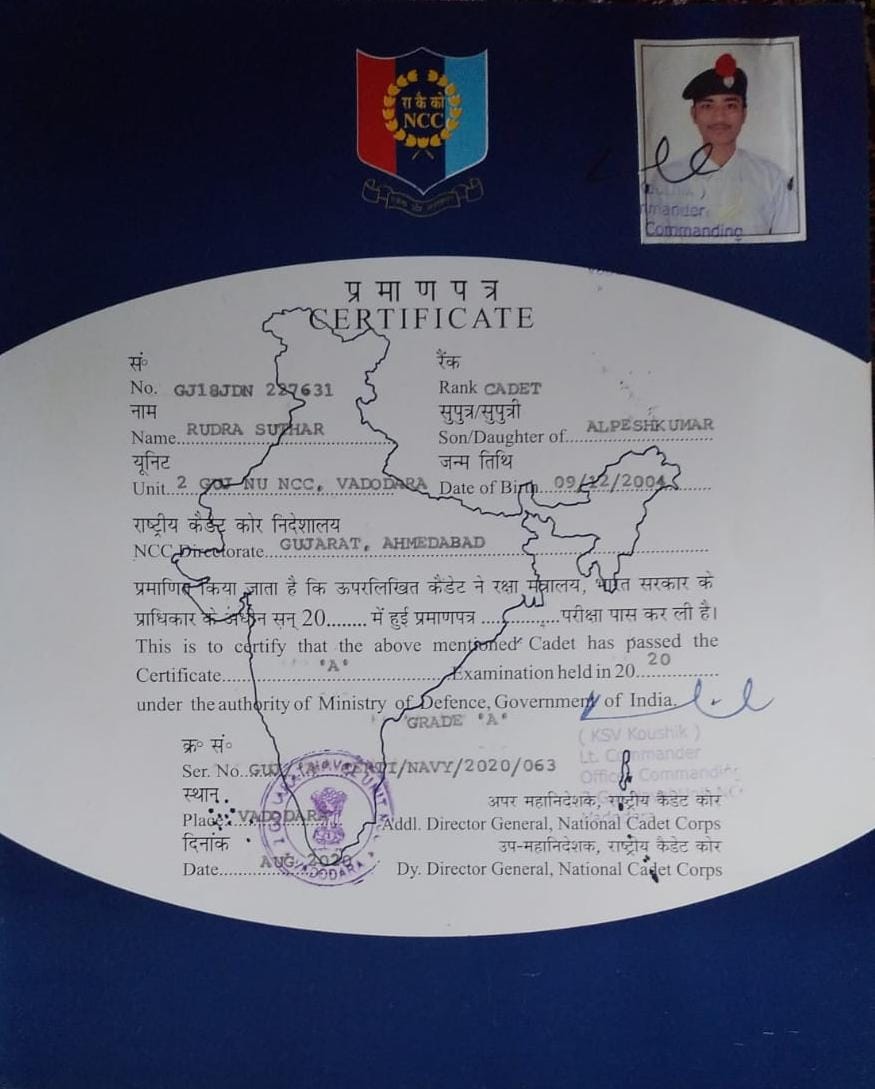 रा कै को
NCC
Commanding
प्रमाणपत्र
CERTIFICATE
सं० रैंक
No. GJ18JDN 227631 Rank CADET
नाम सुपुत्र/सुपुत्री
Name RUDRA SUTHAR Son/Daughter of ALPESHKUMAR
यूनिट जन्म तिथि
Unit 2 GUJ NU NCC, VADODARA Date of Birth 09/12/2004
राष्ट्रीय कैडेट कोर निदेशालय
NCC Directorate GUJARAT, AHMEDABAD
प्रमाणित किया जाता है कि ऊपरलिखित कैडेट ने रक्षा मंत्रालय, भारत सरकार के
प्राधिकार के अधीन सन् 20........ में हुई प्रमाणपत्र ..............परीक्षा पास कर ली है।
This is to certify that the above mentioned Cadet has passed the
Certificate "A" Examination held in 20 20
under the authority of Ministry of Defence, Government of India.
GRADE "A"
( KSV Koushik )
Lt. Commander
Officer Commanding
क्र० सं०
Ser. No. GUJ CERTI/NAVY/2020/063
स्थान
Place VADODARA
दिनांक
Date AUG 2020
अपर महानिदेशक, राष्ट्रीय कैडेट कोर
Addl. Director General, National Cadet Corps
उप-महानिदेशक, राष्ट्रीय कैडेट कोर
Dy. Director General, National Cadet Corps
VADODARA